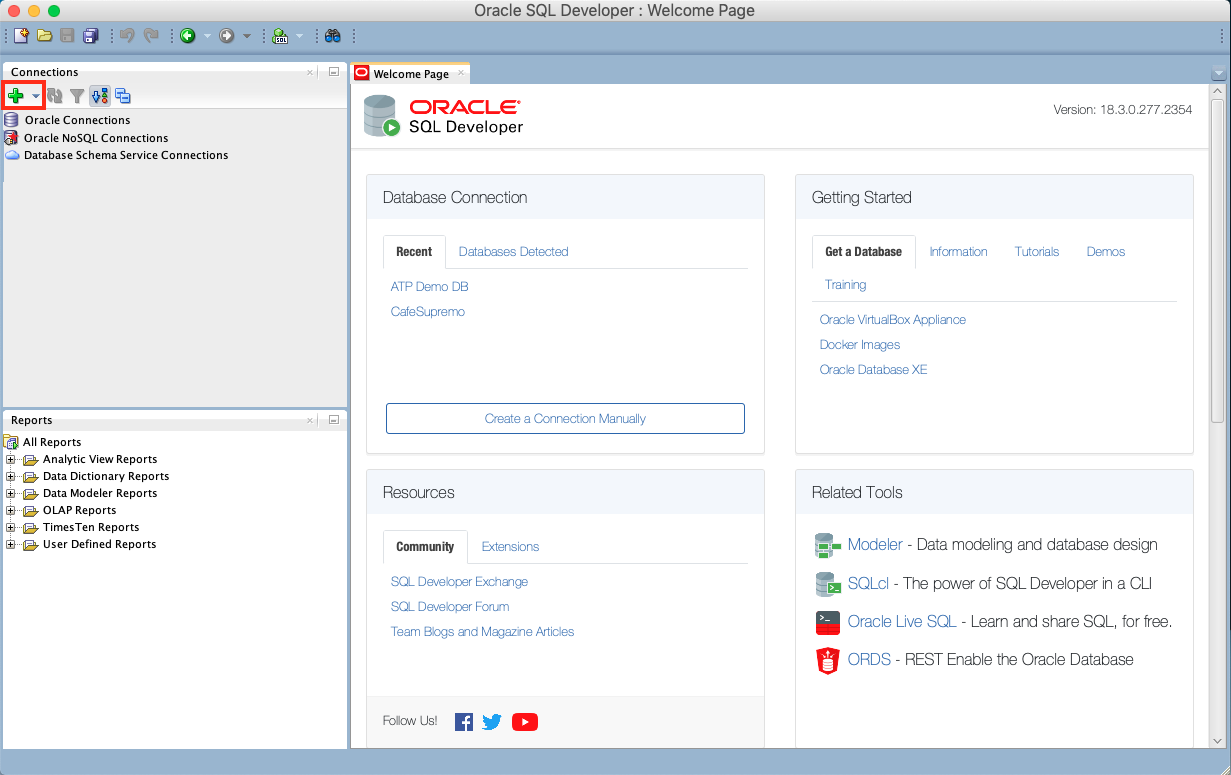 Oracle SQL Developer : Welcome Page
SQL
Connections
Oracle Connections
Oracle NoSQL Connections
Database Schema Service Connections
Reports
All Reports
Analytic View Reports
Data Dictionary Reports
Data Modeler Reports
OLAP Reports
TimesTen Reports
User Defined Reports
Welcome Page
ORACLE
SQL Developer
Version: 18.3.0.277.2354
Database Connection
Recent Databases Detected
ATP Demo DB
CafeSupremo
Create a Connection Manually
Getting Started
Get a Database Information Tutorials Demos
Training
Oracle VirtualBox Appliance
Docker Images
Oracle Database XE
Resources
Community Extensions
SQL Developer Exchange
SQL Developer Forum
Team Blogs and Magazine Articles
Follow Us!
Related Tools
Modeler - Data modeling and database design
SQLcl - The power of SQL Developer in a CLI
Oracle Live SQL - Learn and share SQL, for free.
ORDS - REST Enable the Oracle Database